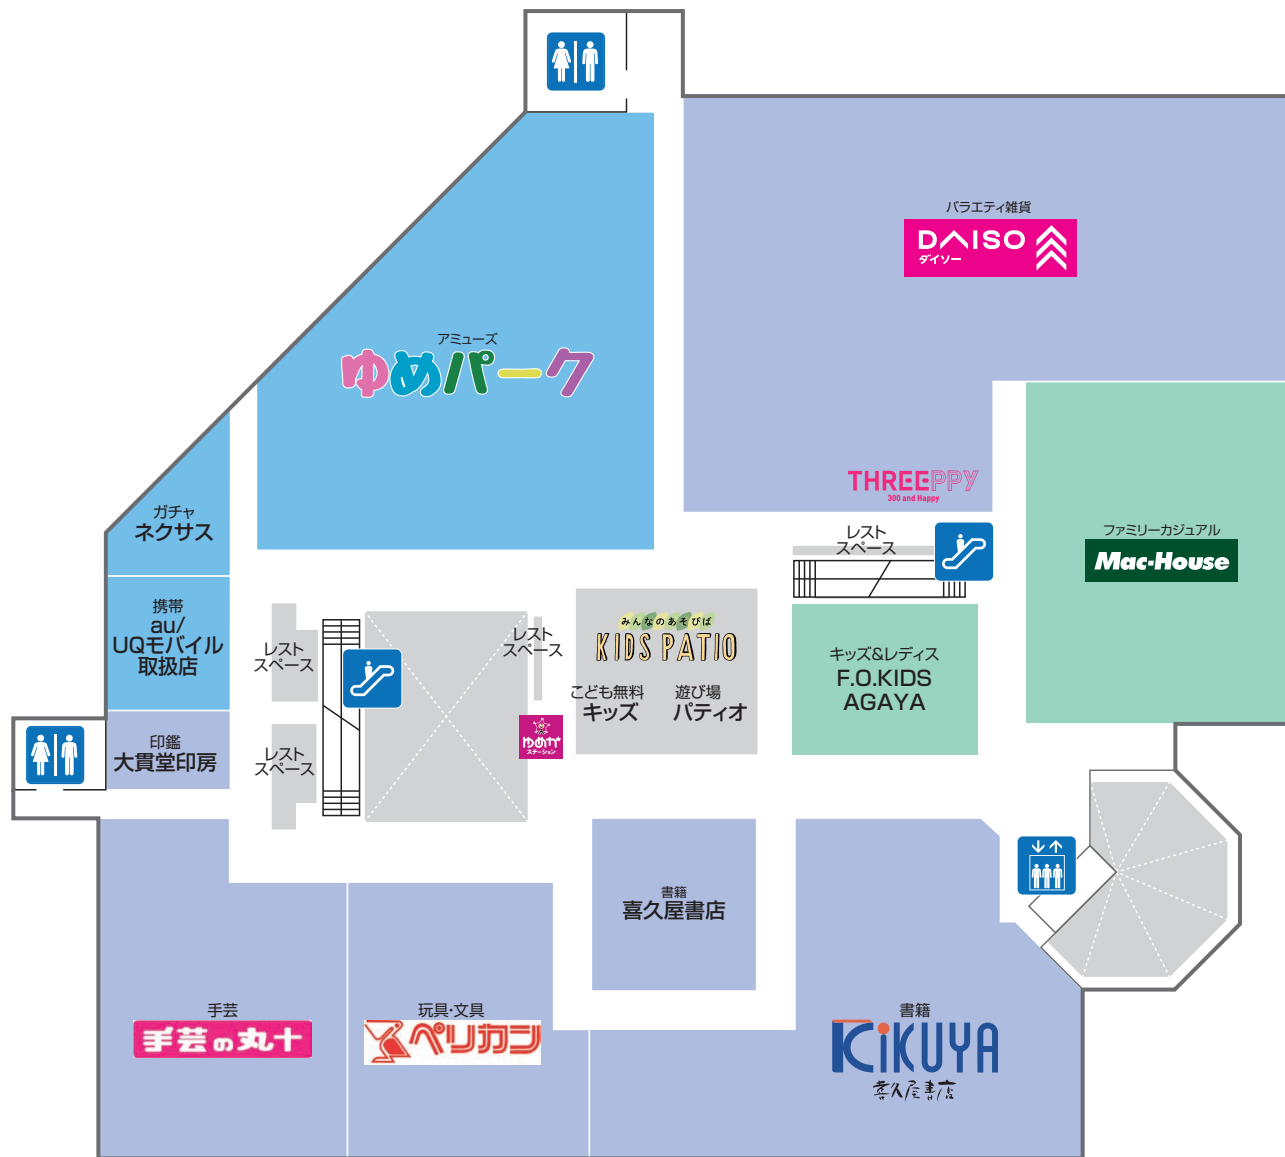 バラエティ雑貨
DAISO
ダイソー
アミューズ
ゆめパーク
THREEPPY
300 and Happy
ガチャ
ネクサス
レスト
スペース
ファミリーカジュアル
Mac-House
携帯
au/
UQモバイル
取扱店
レスト
スペース
レスト
スペース
みんなのあそびば
KIDS PATIO
こども無料
キッズ
遊び場
パティオ
キッズ&レディス
F.O.KIDS
AGAYA
ゆめか
ステーション
印鑑
大貫堂印房
レスト
スペース
書籍
喜久屋書店
手芸
手芸の丸十
玩具・文具
ペリカン
書籍
KIKUYA
喜久屋書店